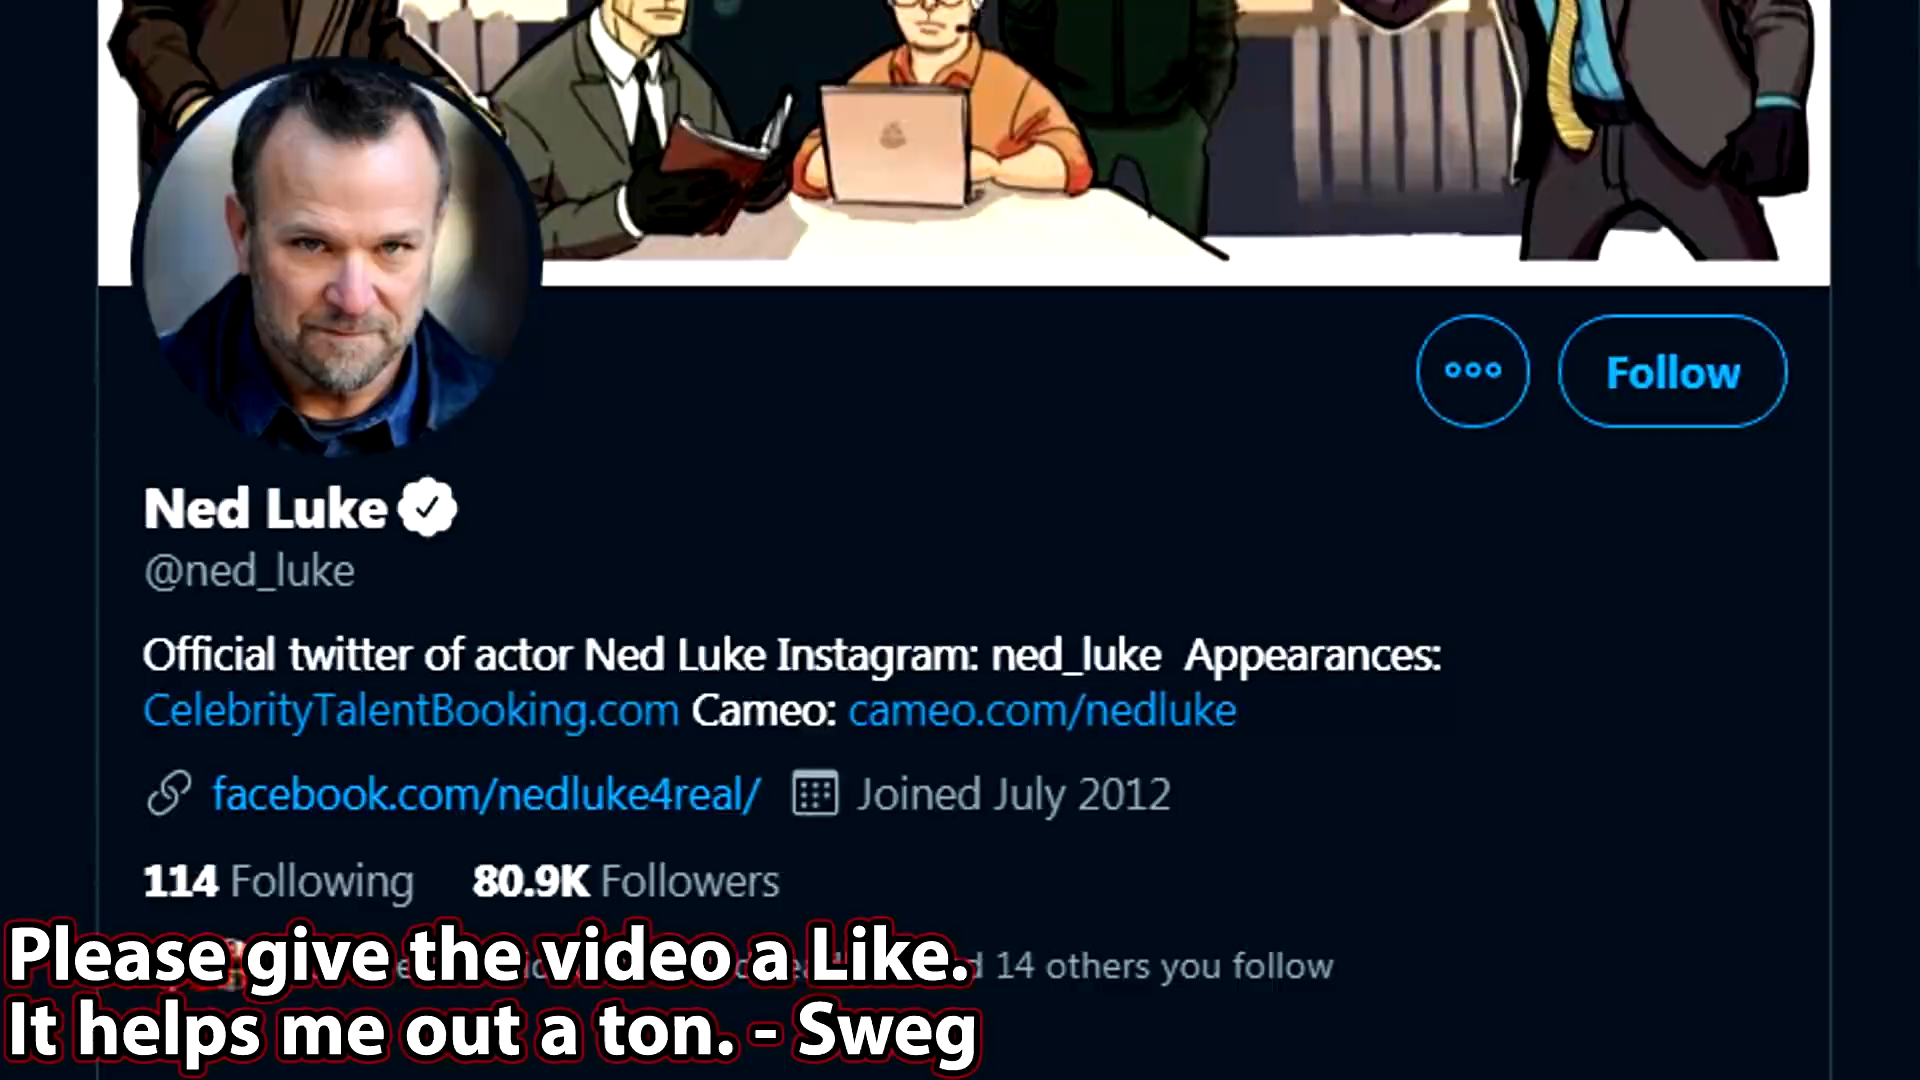 Follow
Ned Luke
@ned_luke
Official twitter of actor Ned Luke Instagram: ned_luke Appearances:
CelebrityTalentBooking.com Cameo: cameo.com/nedluke
facebook.com/nedluke4real/ Joined July 2012
114 Following 80.9K Followers
14 others you follow
Please give the video a Like.
It helps me out a ton. - Sweg